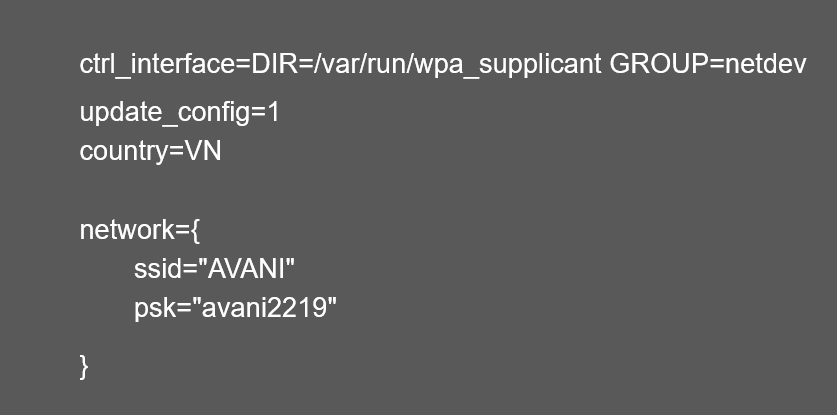 ctrl_interface=DIR=/var/run/wpa_supplicant GROUP=netdev
update_config=1
country=VN
network={
ssid="AVANI"
psk="avani2219"
}